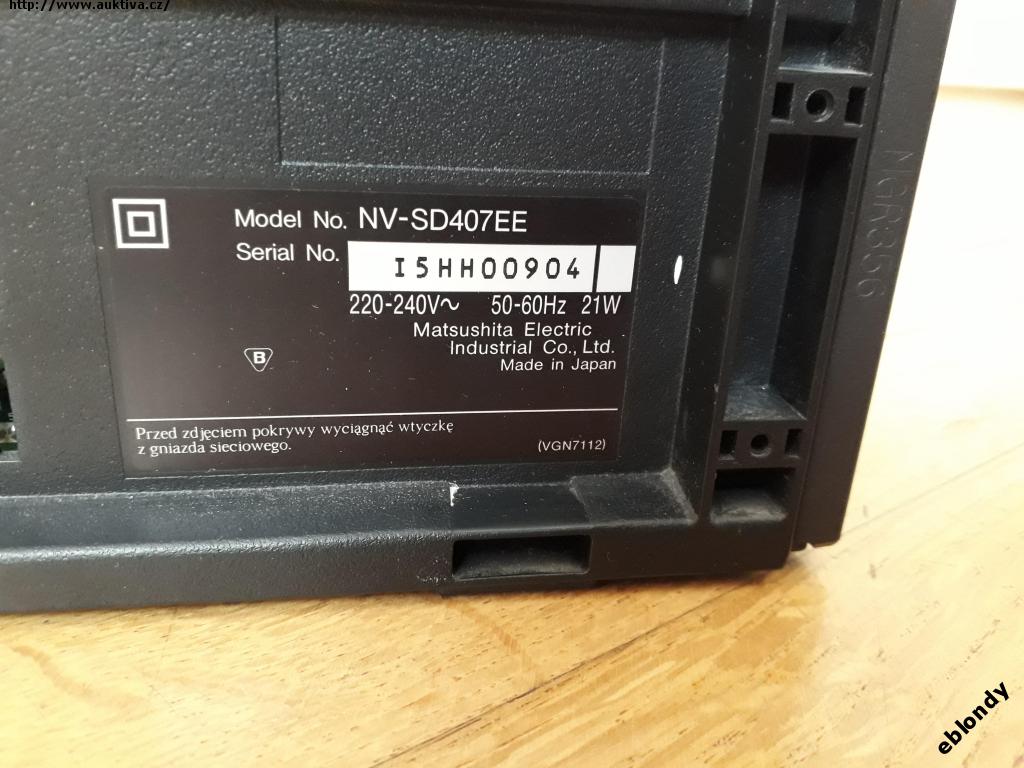 http://www.auktiva.cz/
Model No. NV-SD407EE
Serial No. I5HH00904
220-240V~ 50-60Hz 21W
Matsushita Electric
Industrial Co., Ltd.
Made in Japan
B
Przed zdjęciem pokrywy wyciągnąć wtyczkę
z gniazda sieciowego.
(VGN7112)
NGR356
eblondy